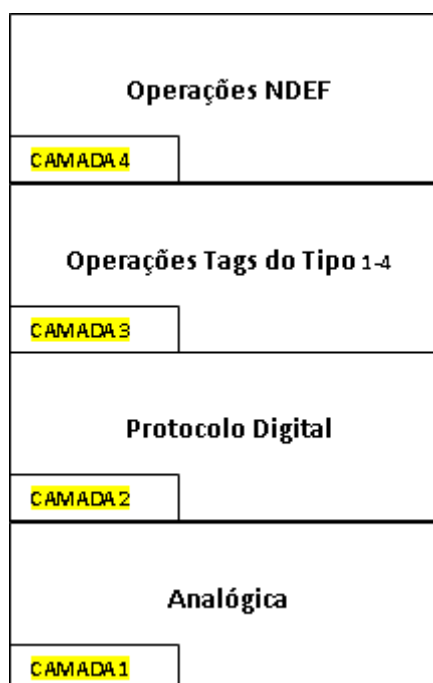 Operações NDEF
CAMADA 4
Operações Tags do Tipo 1-4
CAMADA 3
Protocolo Digital
CAMADA 2
Analógica
CAMADA 1